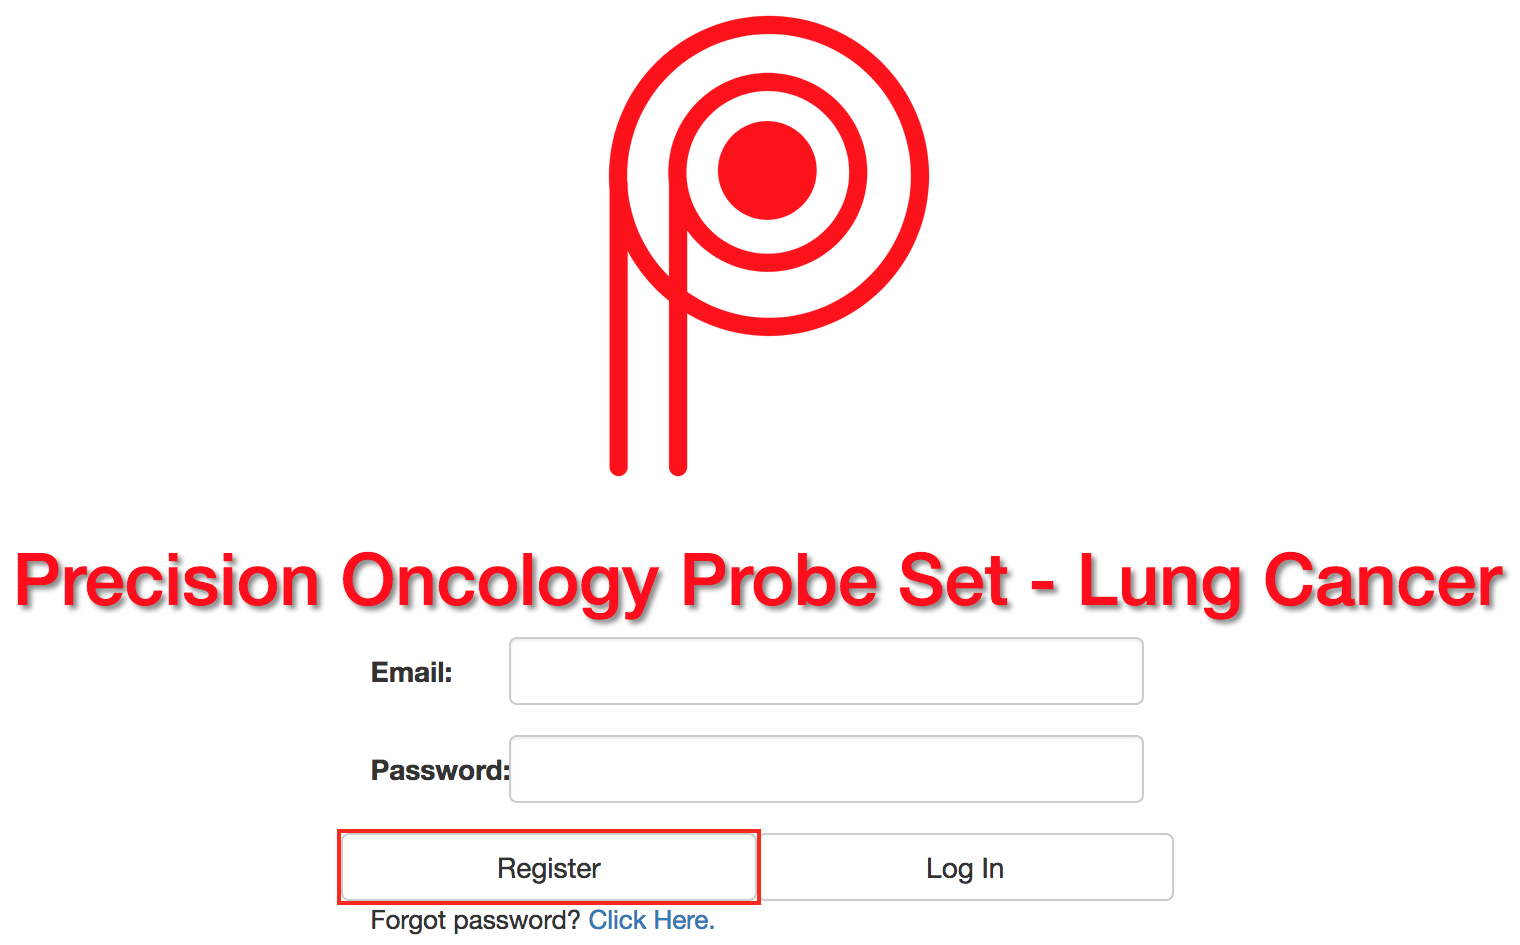 Precision Oncology Probe Set - Lung Cancer
Email:
Password:
Register Log In
Forgot password? Click Here.